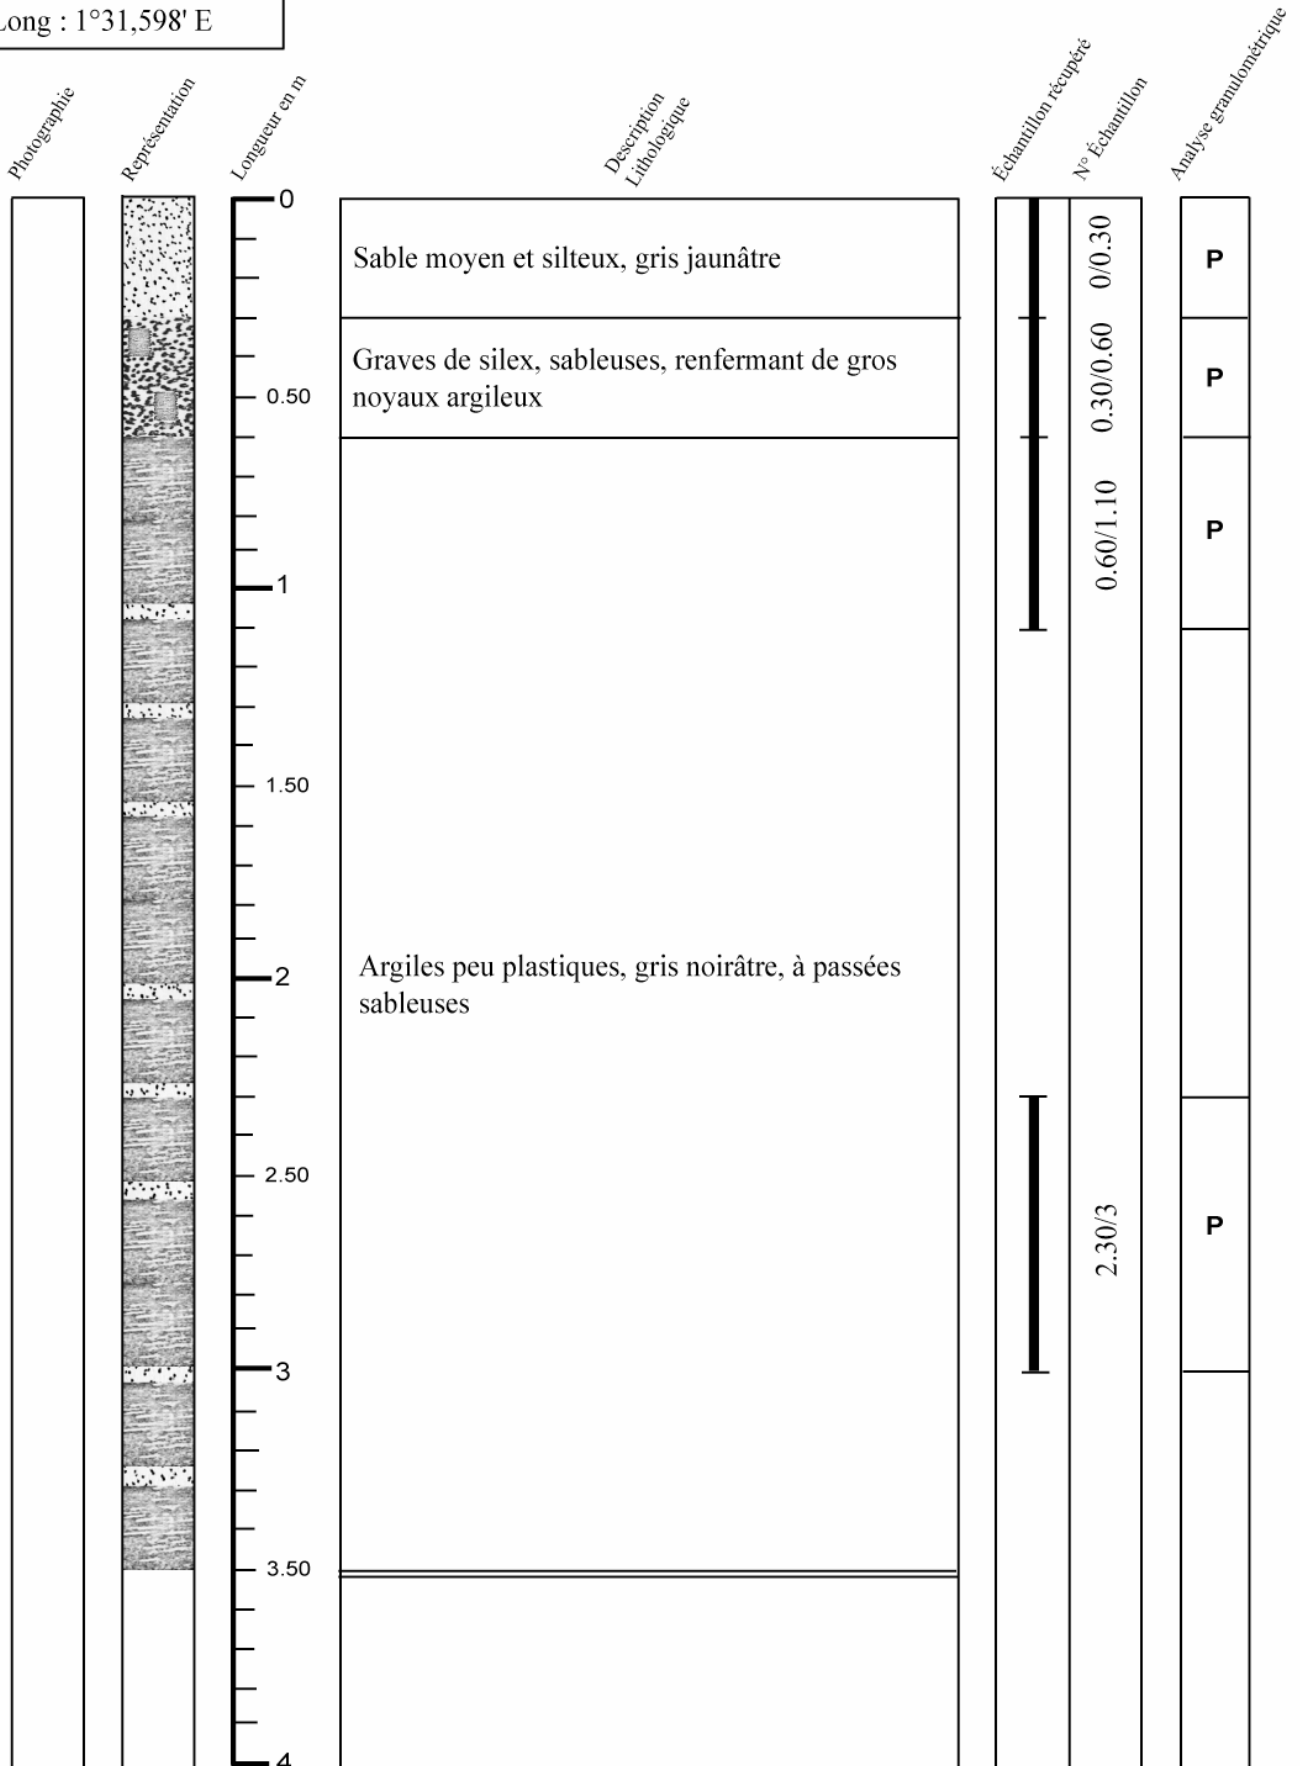 Long : 1°31,598' E
Photographie
Représentation
Longueur en m
Description
Lithologique
Échantillon récupéré
N° Échantillon
Analyse granulométrique
0
Sable moyen et silteux, gris jaunâtre
0/0.30
P
Graves de silex, sableuses, renfermant de gros
noyaux argileux
0.30/0.60
P
0.50
0.60/1.10
P
1
1.50
Argiles peu plastiques, gris noirâtre, à passées
sableuses
2
2.50
2.30/3
P
3
3.50
4